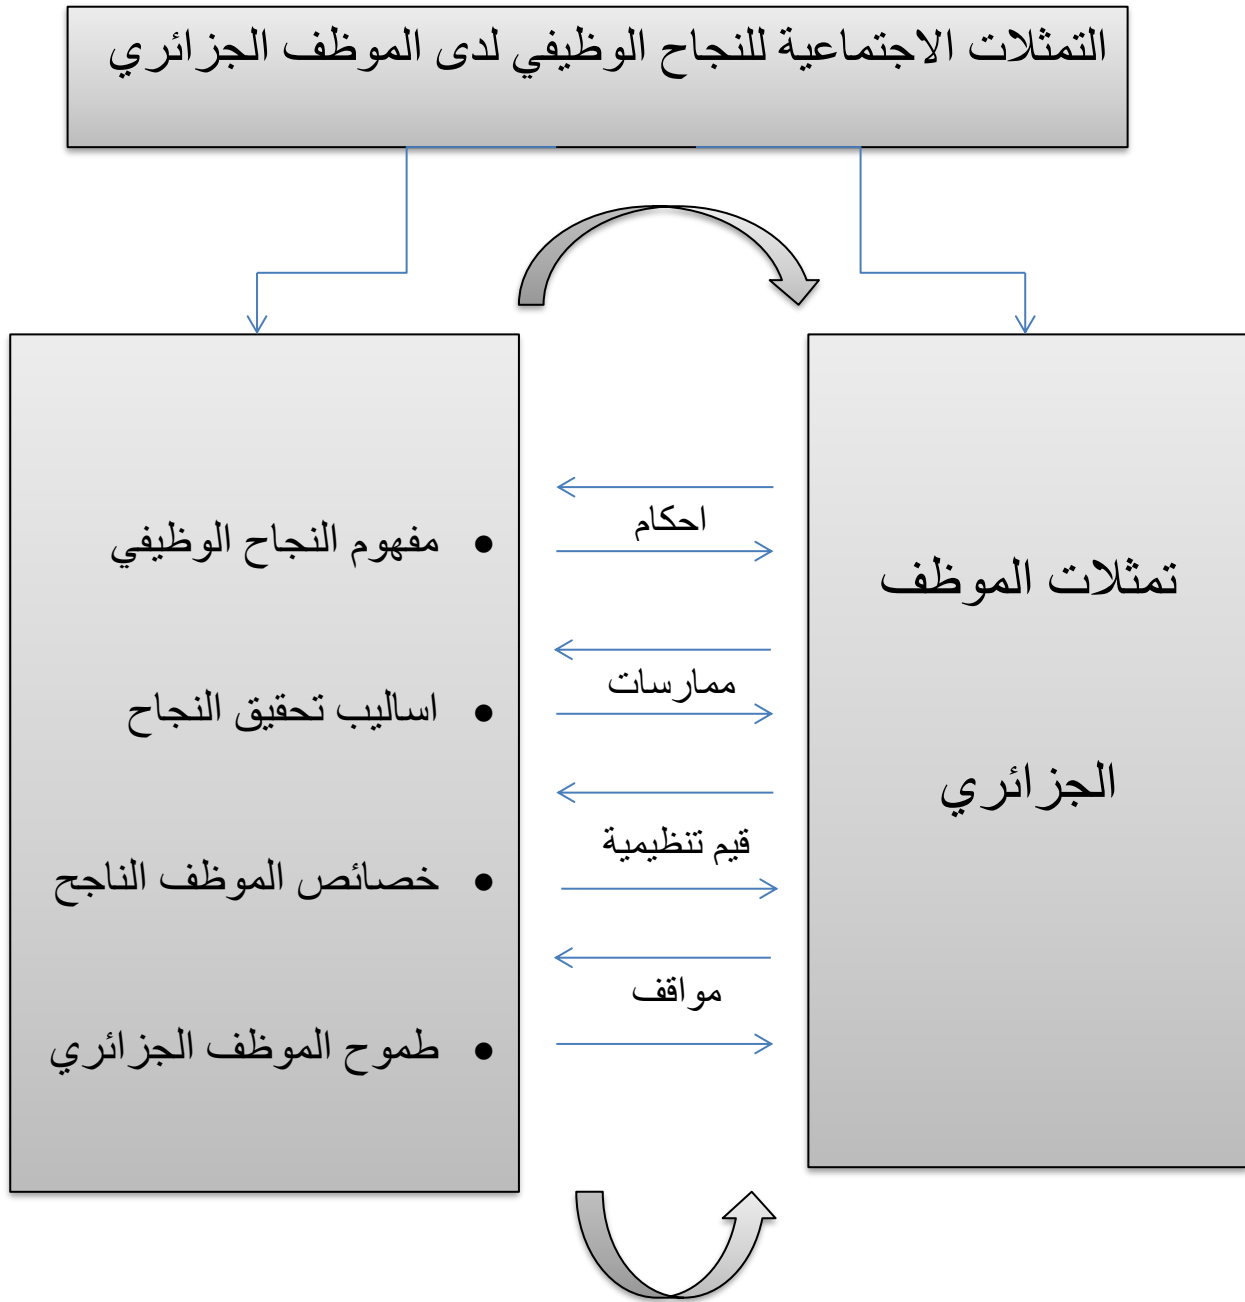 التمثلات الاجتماعية للنجاح الوظيفي لدى الموظف الجزائري
تمثلات الموظف
الجزائري
احكام
ممارسات
قيم تنظيمية
مواقف
• مفهوم النجاح الوظيفي
• اساليب تحقيق النجاح
• خصائص الموظف الناجح
• طموح الموظف الجزائري